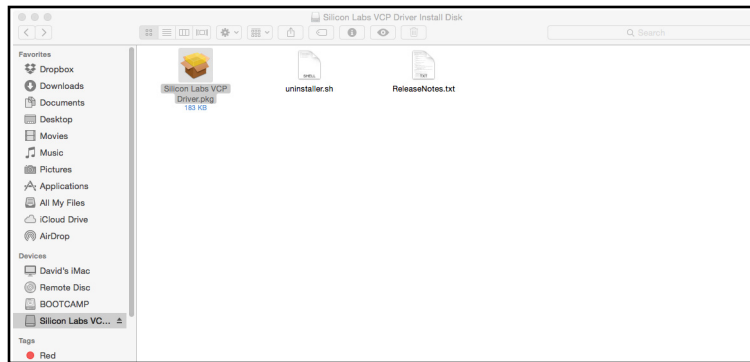 Silicon Labs VCP Driver Install Disk
Search
Favorites
Dropbox
Downloads
Documents
Desktop
Movies
Music
Pictures
Applications
All My Files
iCloud Drive
AirDrop
Devices
David's iMac
Remote Disc
BOOTCAMP
Silicon Labs VC...
Tags
Red
Silicon Labs VCP
Driver.pkg
183 KB
SHELL
uninstaller.sh
TXT
ReleaseNotes.txt